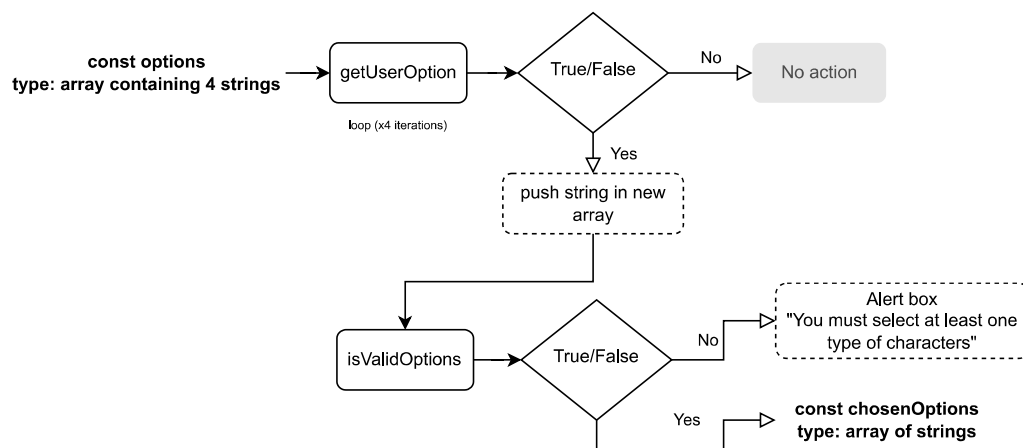 const options
type: array containing 4 strings
getUserOption
True/False
No
No action
loop (x4 iterations)
Yes
push string in new
array
isValidOptions
True/False
No
Alert box
"You must select at least one
type of characters"
Yes
const chosenOptions
type: array of strings